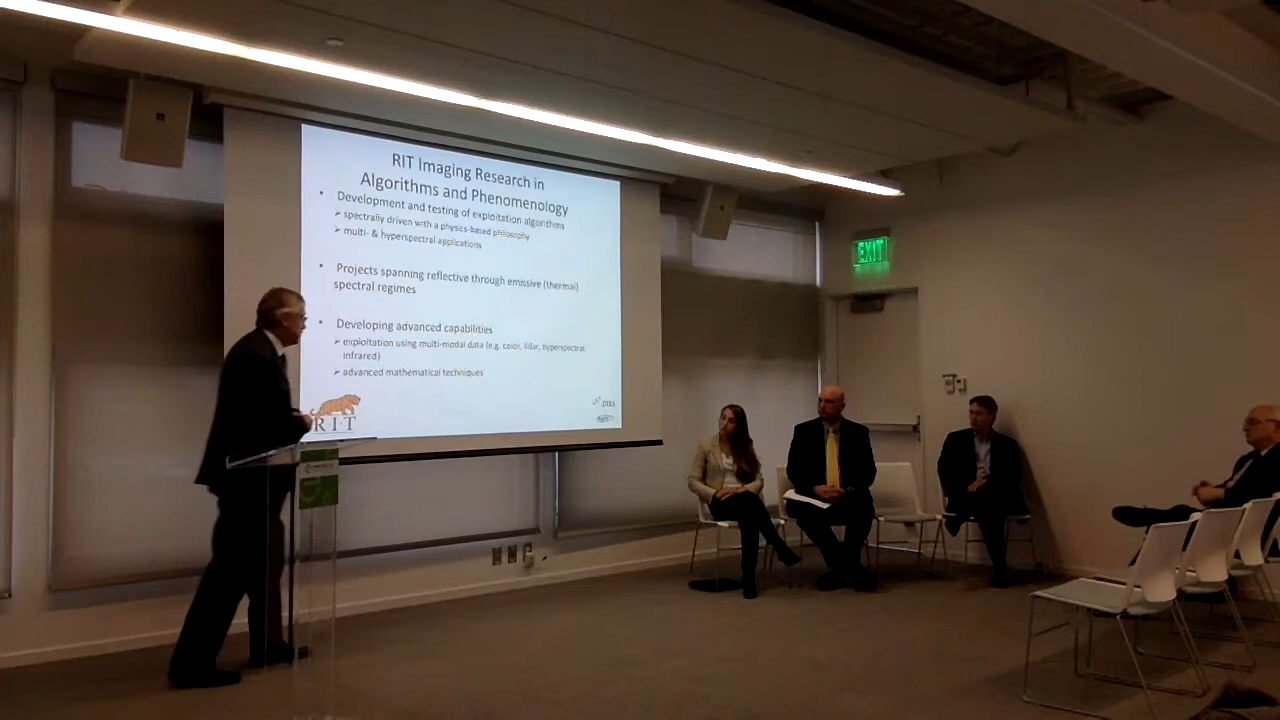 RIT Imaging Research in
Algorithms and Phenomenology
• Development and testing of exploitation algorithms
➢ spectrally driven with a physics-based philosophy
➢ multi- & hyperspectral applications
• Projects spanning reflective through emissive (thermal)
spectral regimes
• Developing advanced capabilities
➢ exploitation using multi-modal data (e.g. color, lidar, hyperspectral,
infrared)
➢ advanced mathematical techniques
RIT
DIRS
EXIT